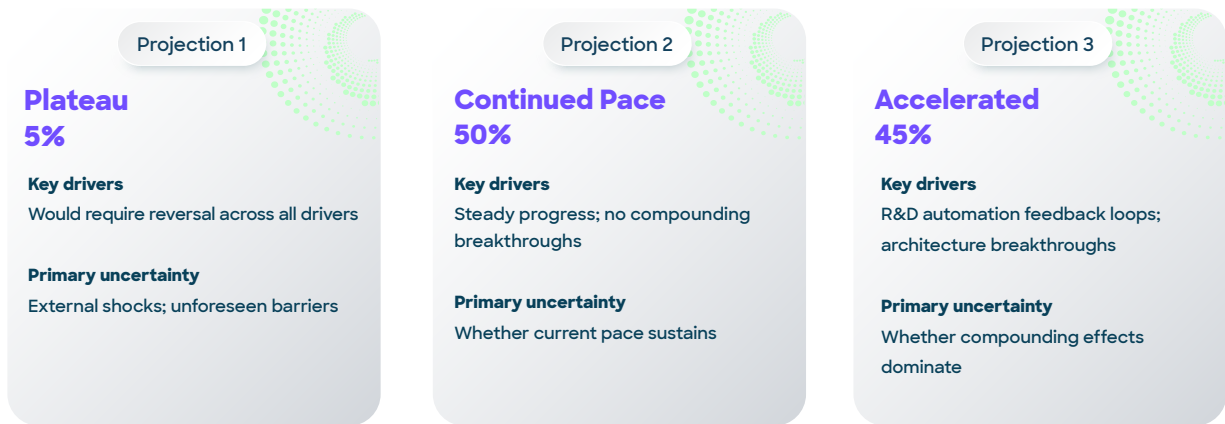 Projection 1
Plateau
5%
Key drivers
Would require reversal across all drivers
Primary uncertainty
External shocks; unforeseen barriers
Projection 2
Continued Pace
50%
Key drivers
Steady progress; no compounding
breakthroughs
Primary uncertainty
Whether current pace sustains
Projection 3
Accelerated
45%
Key drivers
R&D automation feedback loops;
architecture breakthroughs
Primary uncertainty
Whether compounding effects
dominate